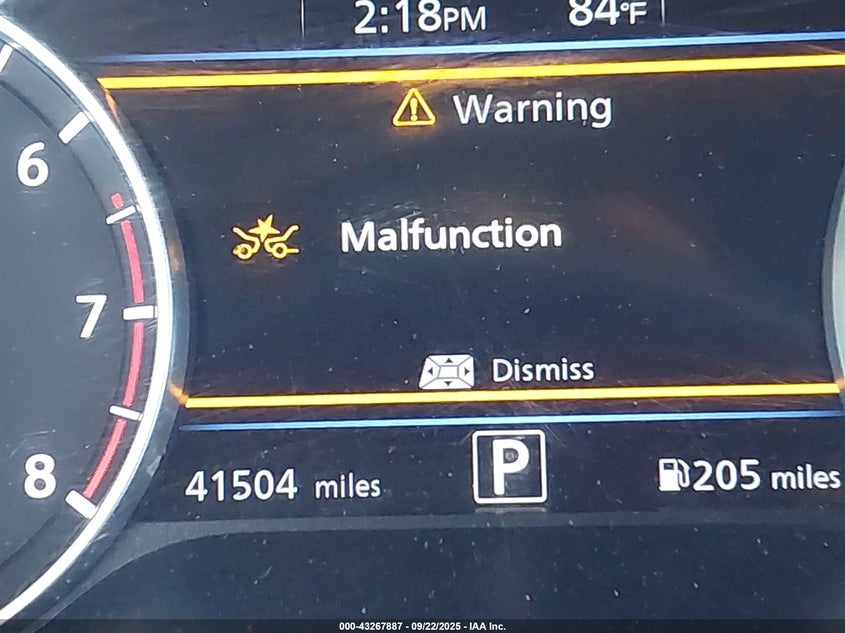 2:18PM 84°F
Warning
6
Malfunction
7
Dismiss
8
41504 miles P 205 miles
000-43267887 - 09/22/2025 - IAA Inc.